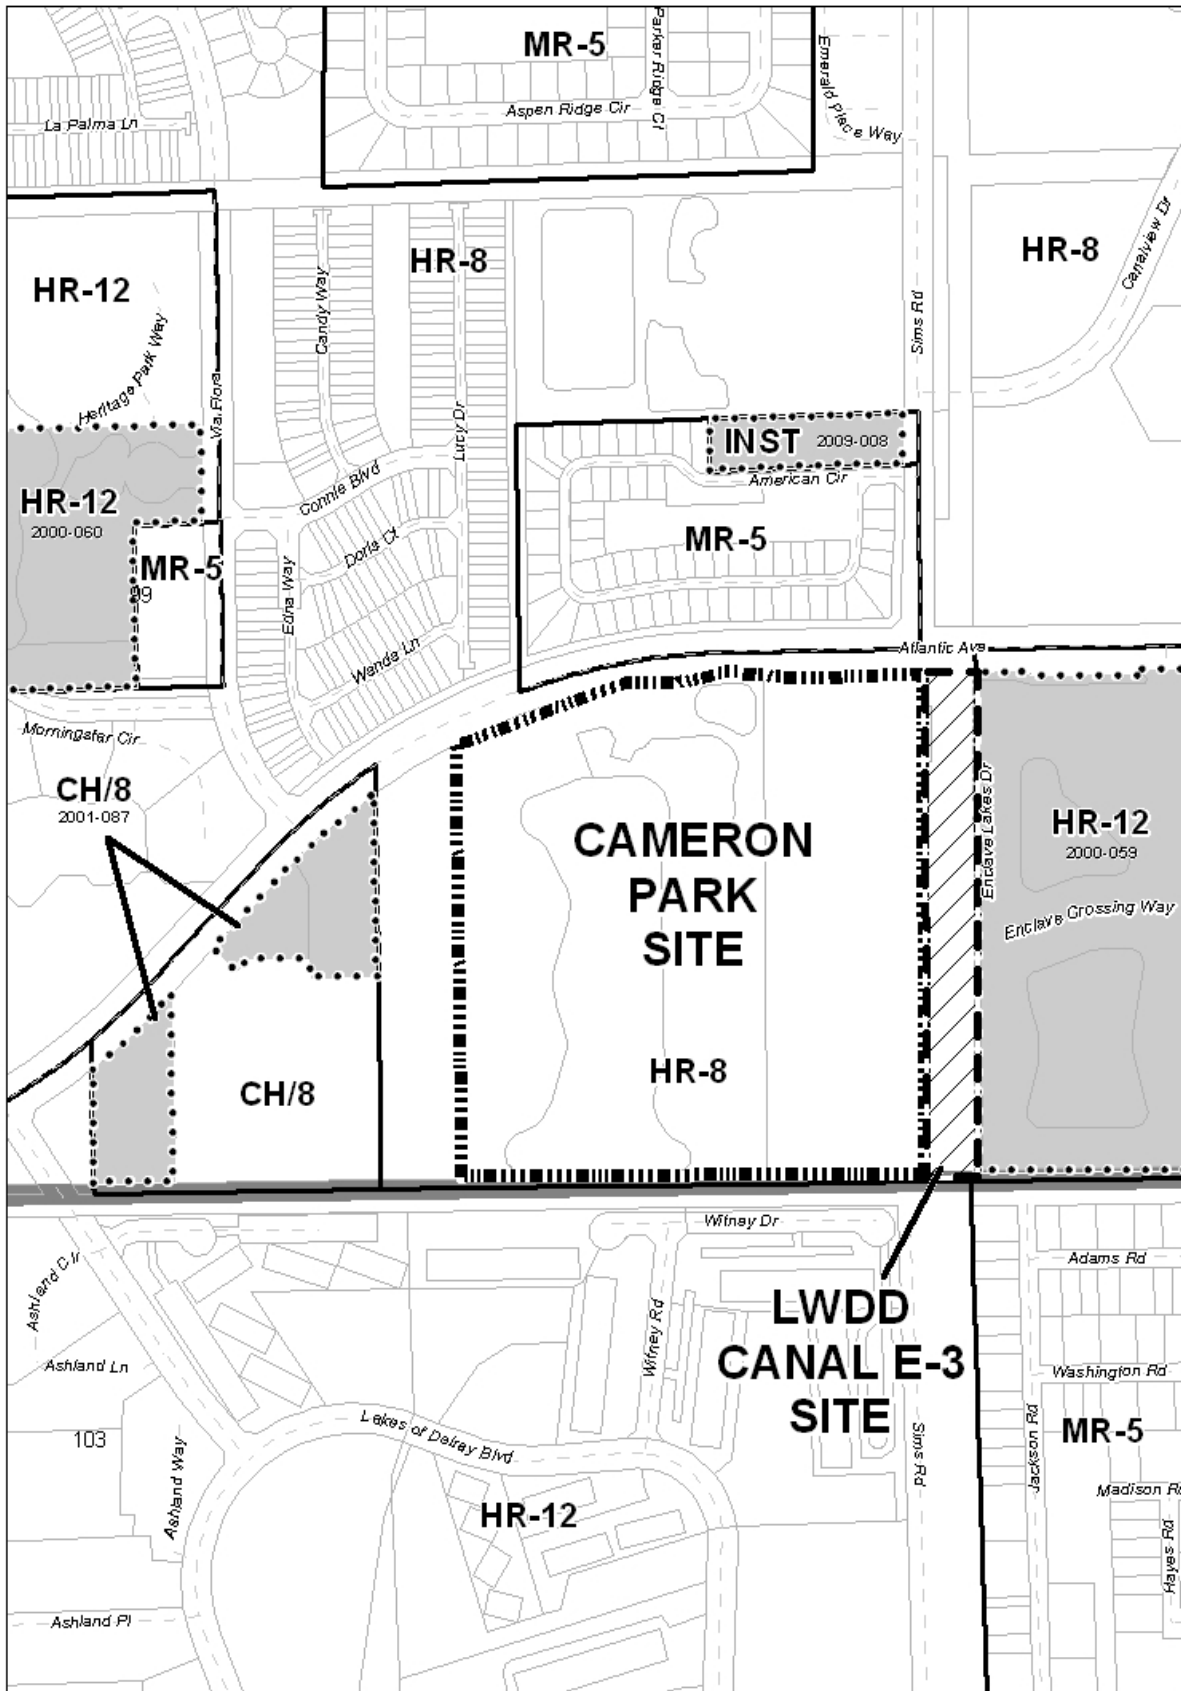 MR-5
Parker Ridge Ct
Emerald Place Way
Aspen Ridge Cir
La Palma Ln
HR-8
HR-8
Canalview Dr
HR-12
Candy Way
Sims Rd
Heritage Park Way
Via Flora
Lucy Dr
INST 2009-008
American Cir
Connie Blvd
HR-12
2000-060
MR-5
Doris Ct
MR-5
99
Edna Way
Wanda Ln
Atlantic Ave
Morningstar Cir
CH/8
2001-087
Enclave Lakes Dr
CAMERON
PARK
SITE
HR-12
2000-059
Enclave Crossing Way
HR-8
CH/8
Witney Dr
Ashland Cir
Adams Rd
Witney Rd
LWDD
CANAL E-3
SITE
Ashland Ln
Washington Rd
Lakes of Delray Blvd
103
Ashland Way
Sims Rd
Jackson Rd
MR-5
Madison Rd
HR-12
Hayes Rd
Ashland Pl